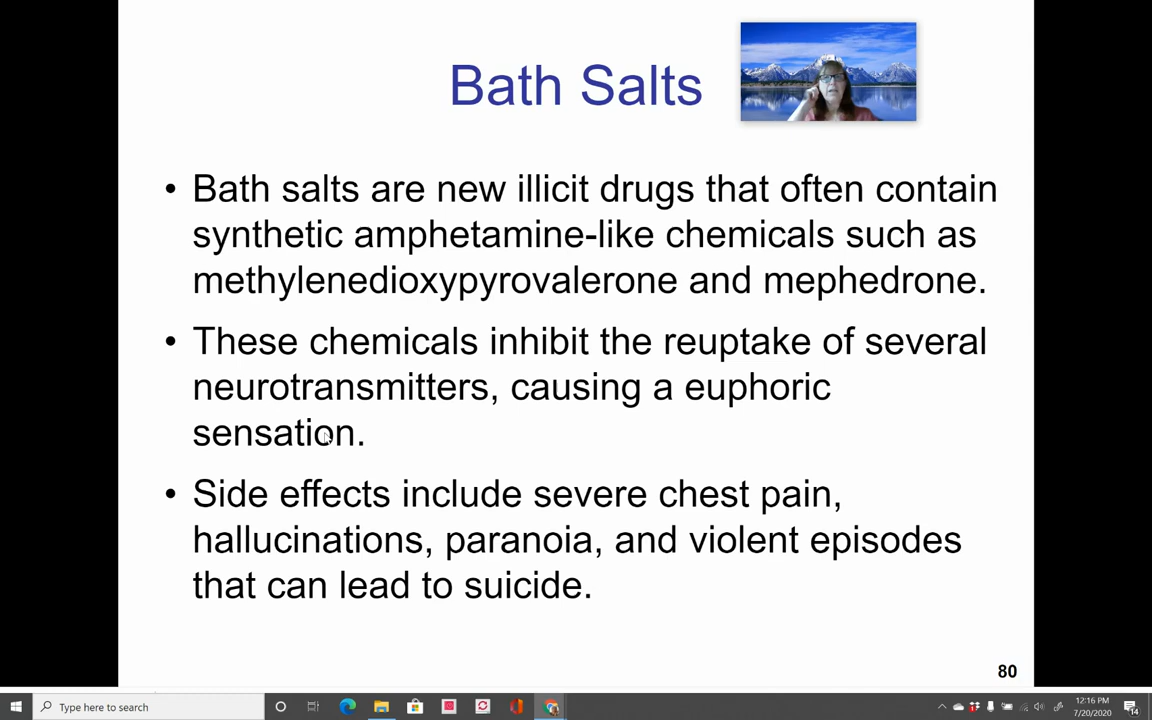 Bath Salts
• Bath salts are new illicit drugs that often contain
synthetic amphetamine-like chemicals such as
methylenedioxypyrovalerone and mephedrone.
• These chemicals inhibit the reuptake of several
neurotransmitters, causing a euphoric
sensation.
• Side effects include severe chest pain,
hallucinations, paranoia, and violent episodes
that can lead to suicide.
80
Type here to search
12:16 PM
7/20/2020
14